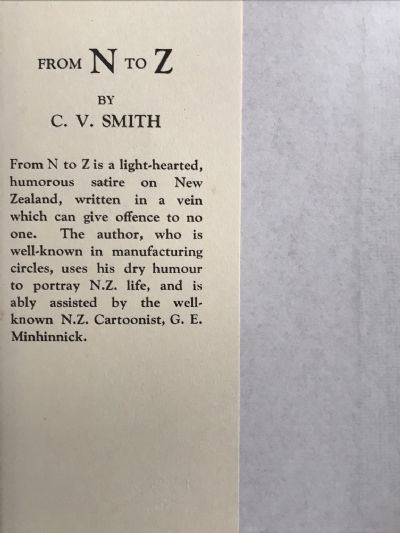 FROM N TO Z
BY
C. V. SMITH
From N to Z is a light-hearted,
humorous satire on New
Zealand, written in a vein
which can give offence to no
one. The author, who is
well-known in manufacturing
circles, uses his dry humour
to portray N.Z. life, and is
ably assisted by the well-
known N.Z. Cartoonist, G. E.
Minhinnick.